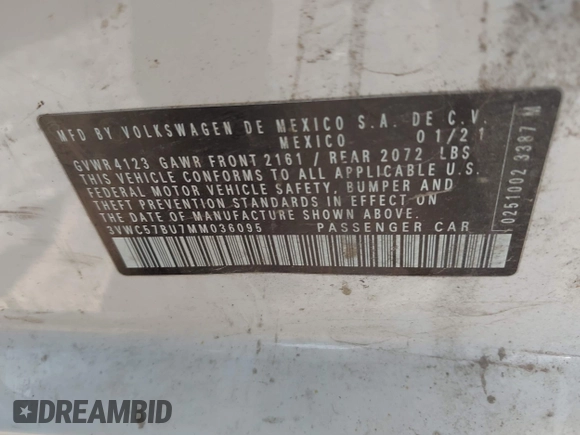 MFD BY VOLKSWAGEN DE MEXICO S.A. DE C.V.
MEXICO 01/21
GVWR 4123 GAWR FRONT 2161 / REAR 2072 LBS
THIS VEHICLE CONFORMS TO ALL APPLICABLE U.S.
FEDERAL MOTOR VEHICLE SAFETY, BUMPER AND
THEFT PREVENTION STANDARDS IN EFFECT ON
THE DATE OF MANUFACTURE SHOWN ABOVE.
3VWC57BU7MM036095 PASSENGER CAR
0251002 3387 M
DREAMBID